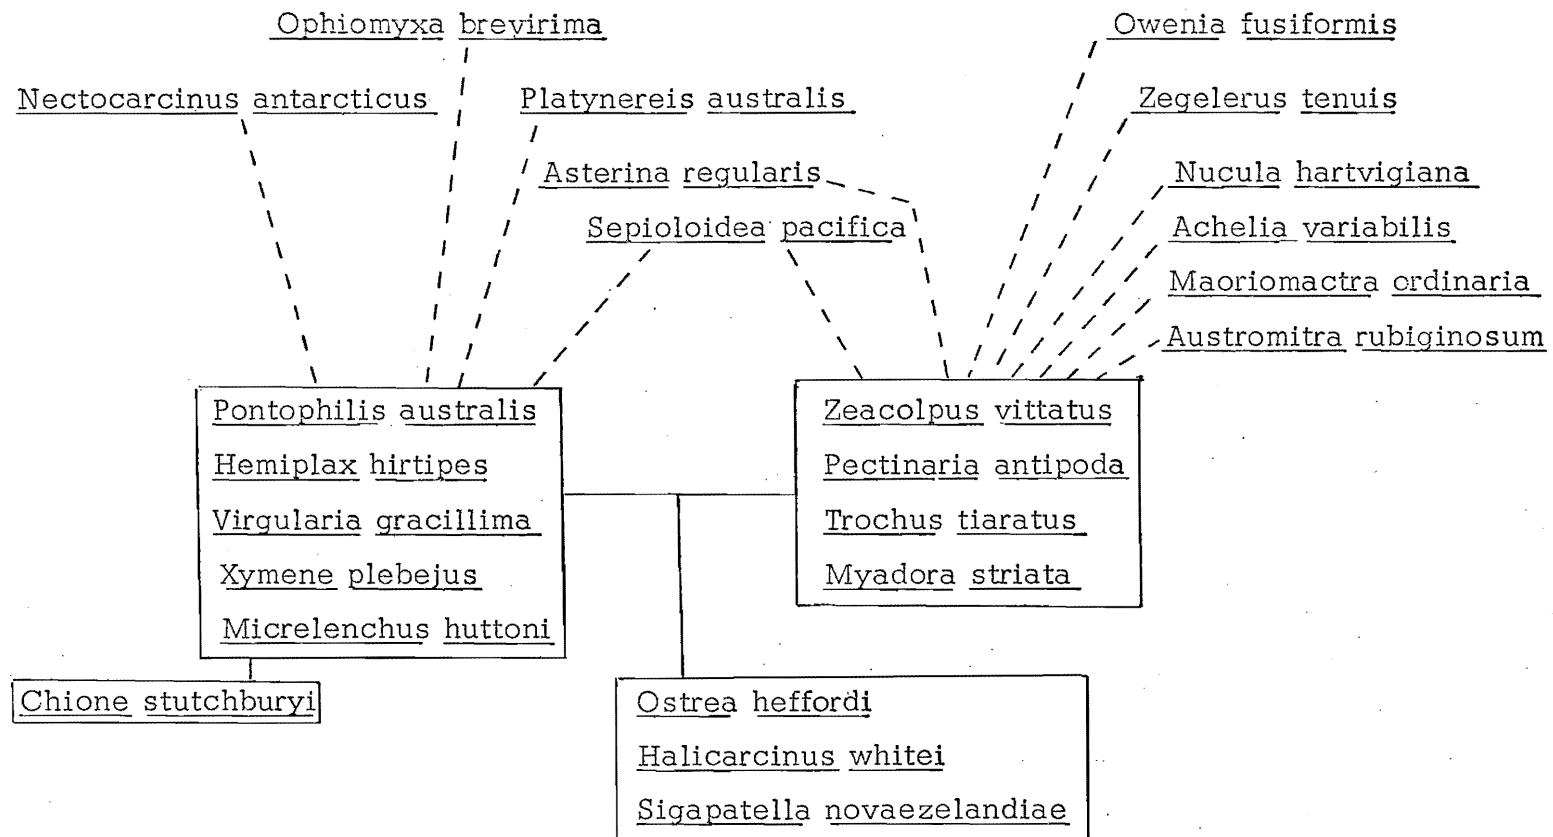 Ophiomyxa brevirima
Owenia fusiformis
Nectocarcinus antarcticus
Platynereis australis
Zegelerus tenuis
Asterina regularis
Nucula hartvigiana
Sepioloidea pacifica
Achelia variabilis
Maoriomactra ordinaria
Austromitra rubiginosum
Pontophilis australis
Hemiplax hirtipes
Virgularia gracillima
Xymene plebejus
Micrelenchus huttoni
Zeacolpus vittatus
Pectinaria antipoda
Trochus tiaratus
Myadora striata
Chione stutchburyi
Ostrea heffordi
Halicarcinus whitei
Sigapatella novaezelandiae